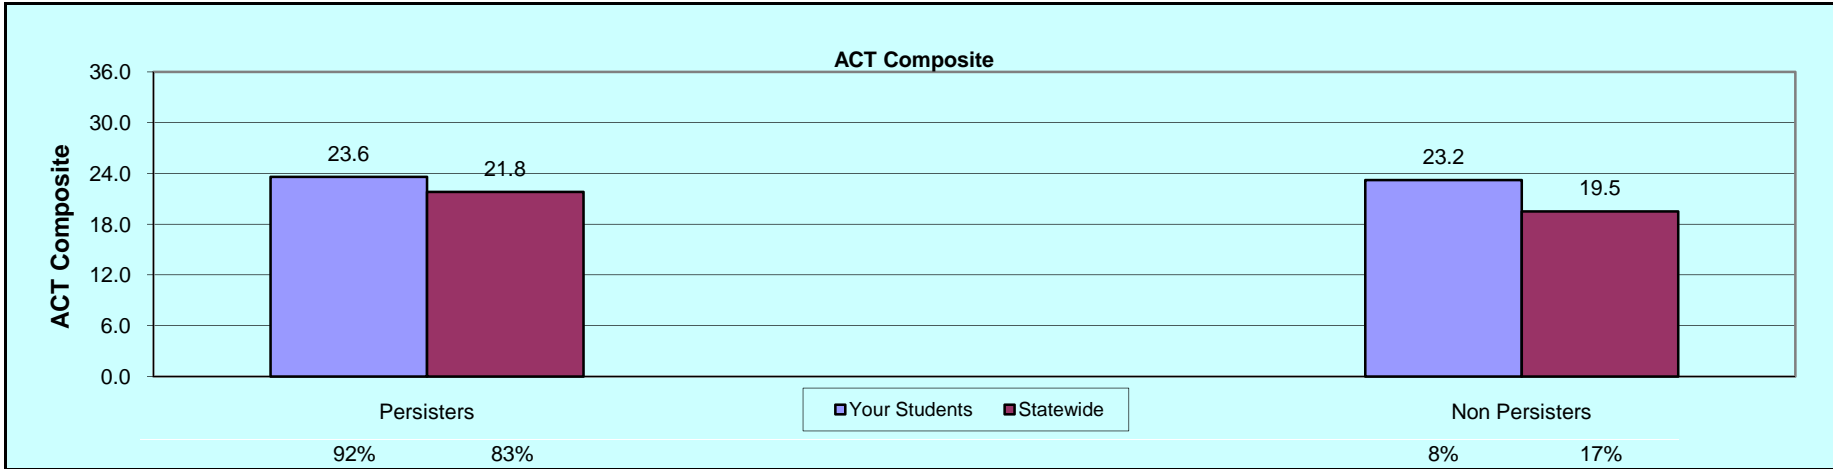 ACT Composite
36.0
30.0
24.0
18.0
12.0
6.0
0.0
ACT Composite
23.6
21.8
23.2
19.5
Persisters
Your Students Statewide
Non Persisters
92% 83% 8% 17%